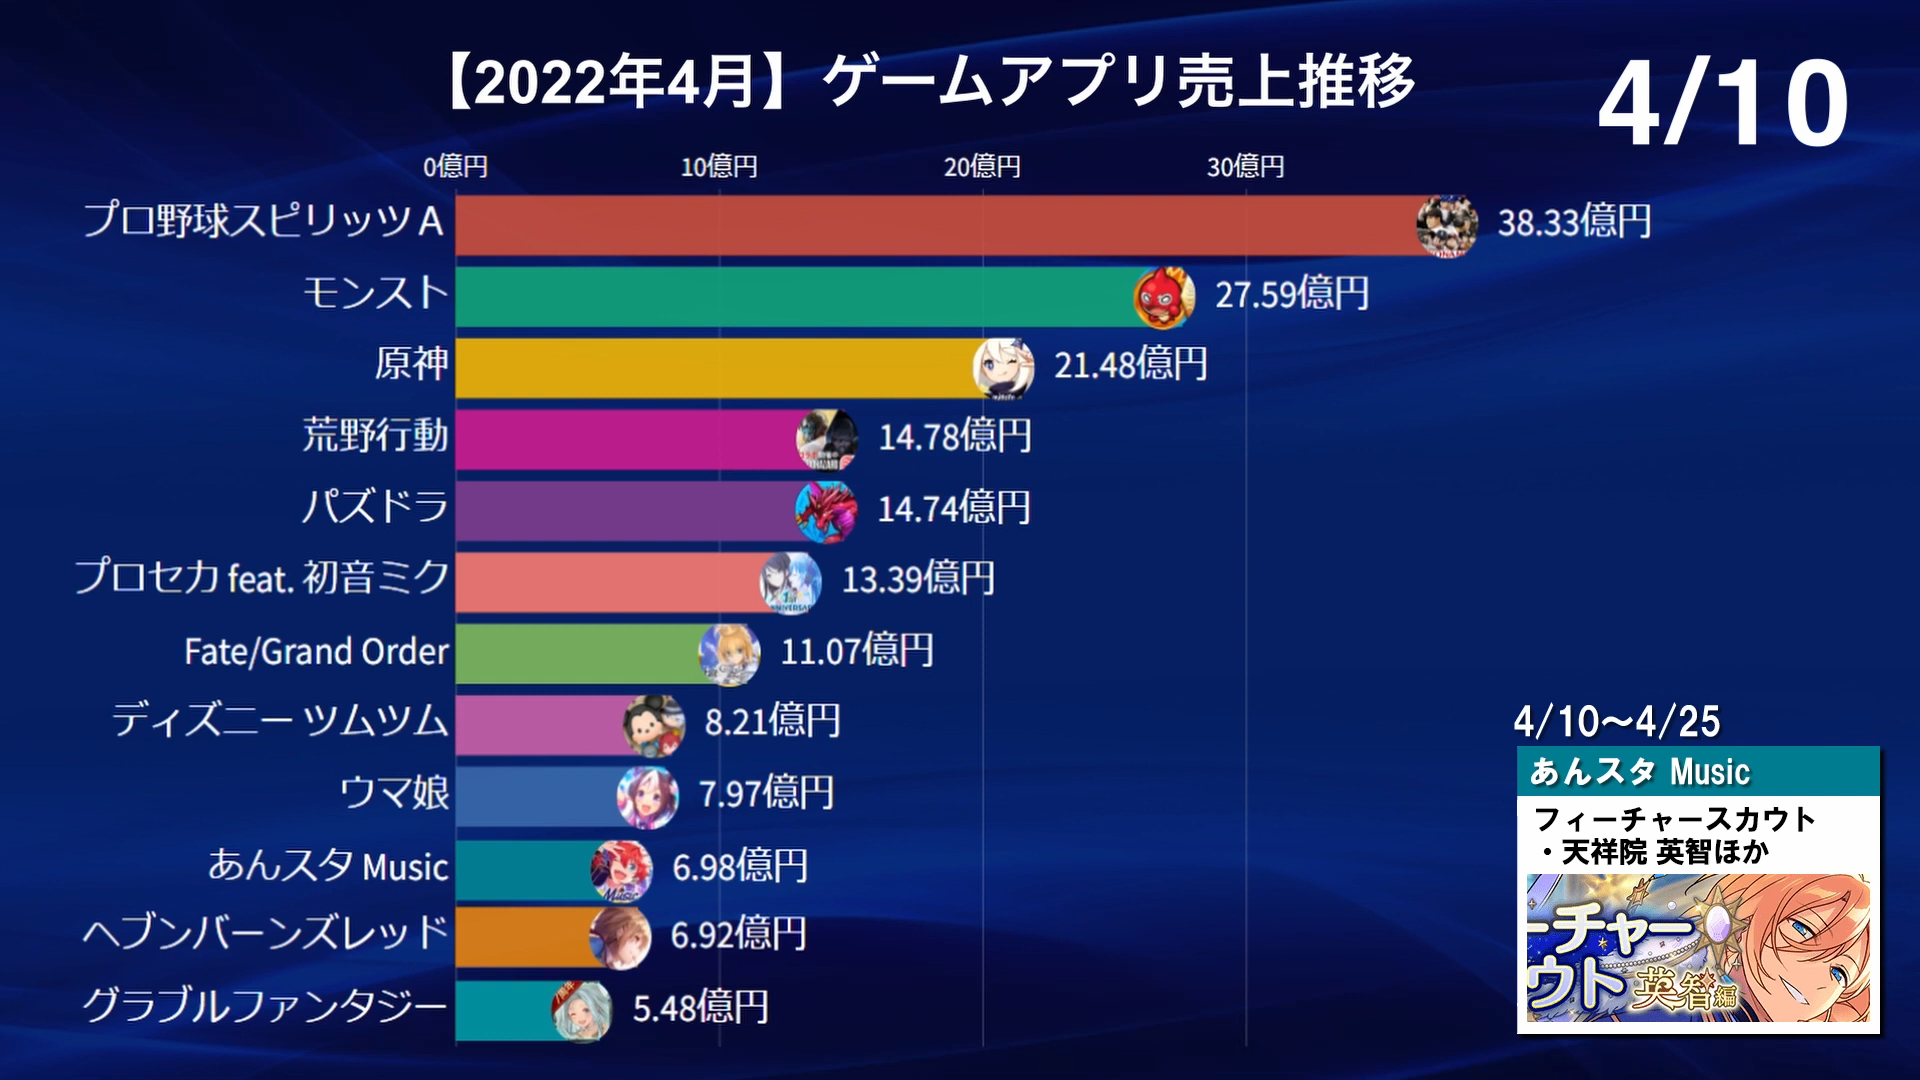 【2022年4月】ゲームアプリ売上推移
4/10
0億円 10億円 20億円 30億円
プロ野球スピリッツA 38.33億円
モンスト 27.59億円
原神 21.48億円
荒野行動 14.78億円
パズドラ 14.74億円
プロセカ feat. 初音ミク 13.39億円
Fate/Grand Order 11.07億円
ディズニー ツムツム 8.21億円
ウマ娘 7.97億円
あんスタ Music 6.98億円
ヘブンバーンズレッド 6.92億円
グラブルファンタジー 5.48億円
4/10～4/25
あんスタ Music
フィーチャースカウト
・天祥院 英智ほか
ーチャー
ウト 英智編